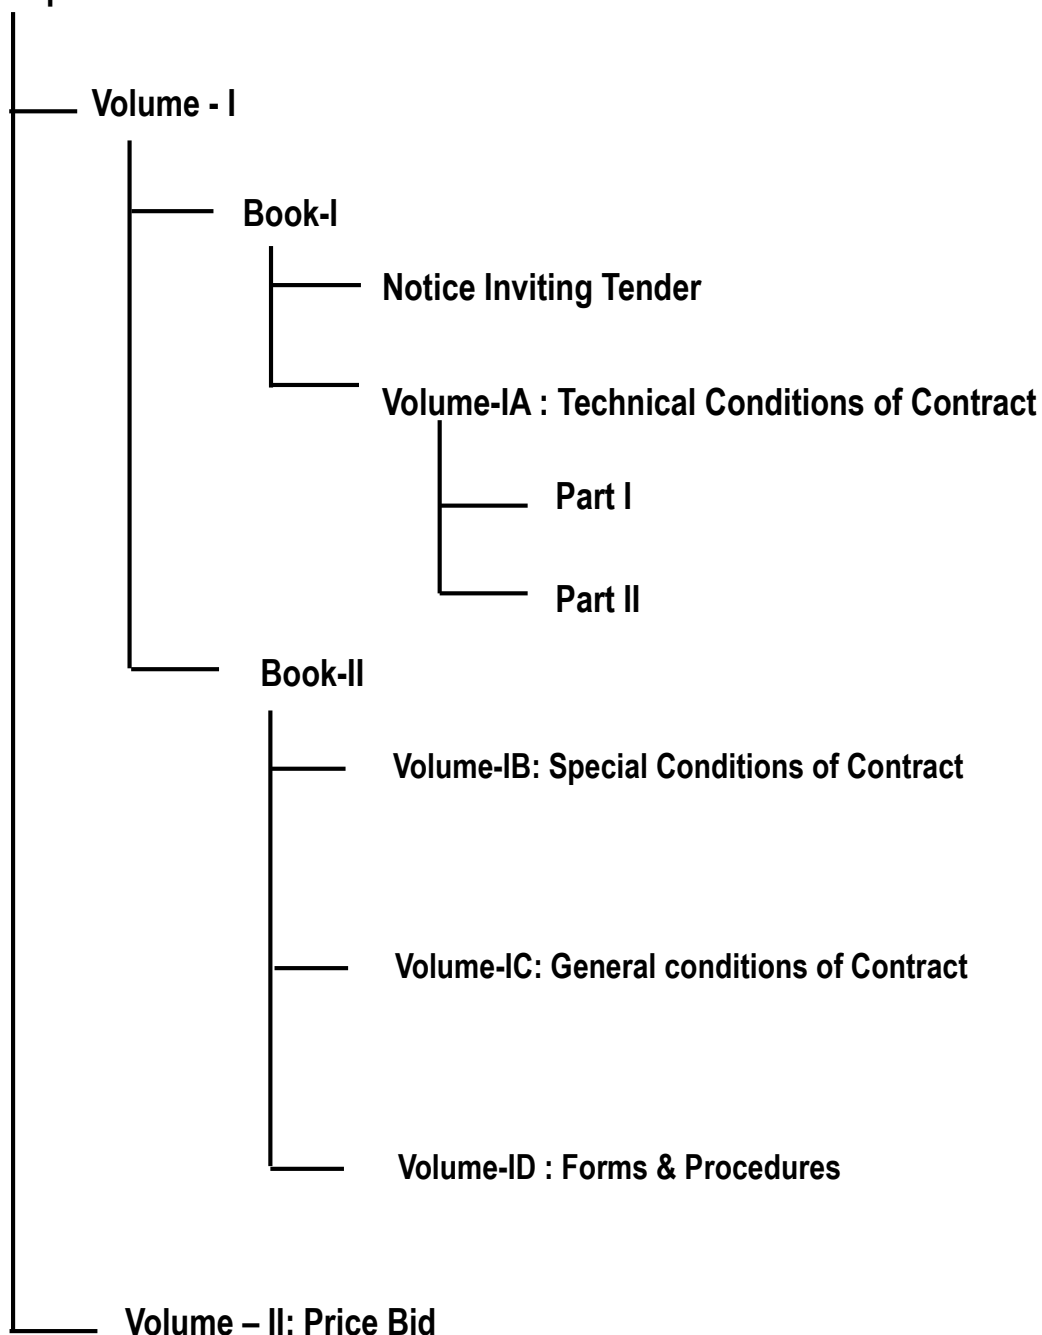 Volume - I
Book-I
Notice Inviting Tender
Volume-IA : Technical Conditions of Contract
Part I
Part II
Book-II
Volume-IB: Special Conditions of Contract
Volume-IC: General conditions of Contract
Volume-ID : Forms & Procedures
Volume – II: Price Bid